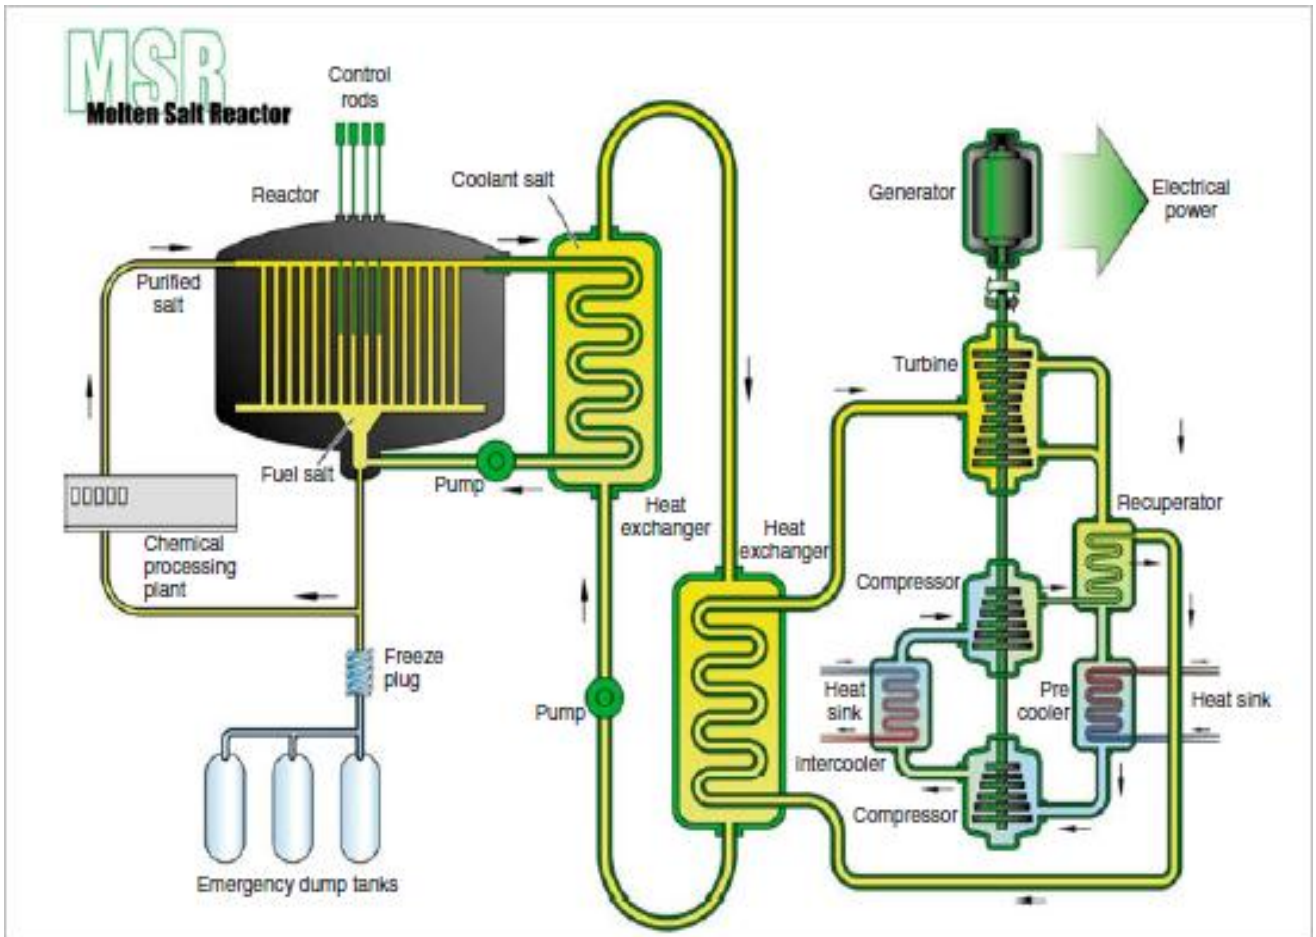 MSR
Molten Salt Reactor
Control
rods
Reactor
Coolant salt
Generator
Electrical
power
Purified
salt
Turbine
Fuel salt
Pump
Heat
exchanger
Heat
exchanger
Recuperator
Chemical
processing
plant
Compressor
Freeze
plug
Pump
Heat
sink
Pre
cooler
Heat sink
Intercooler
Compressor
Emergency dump tanks